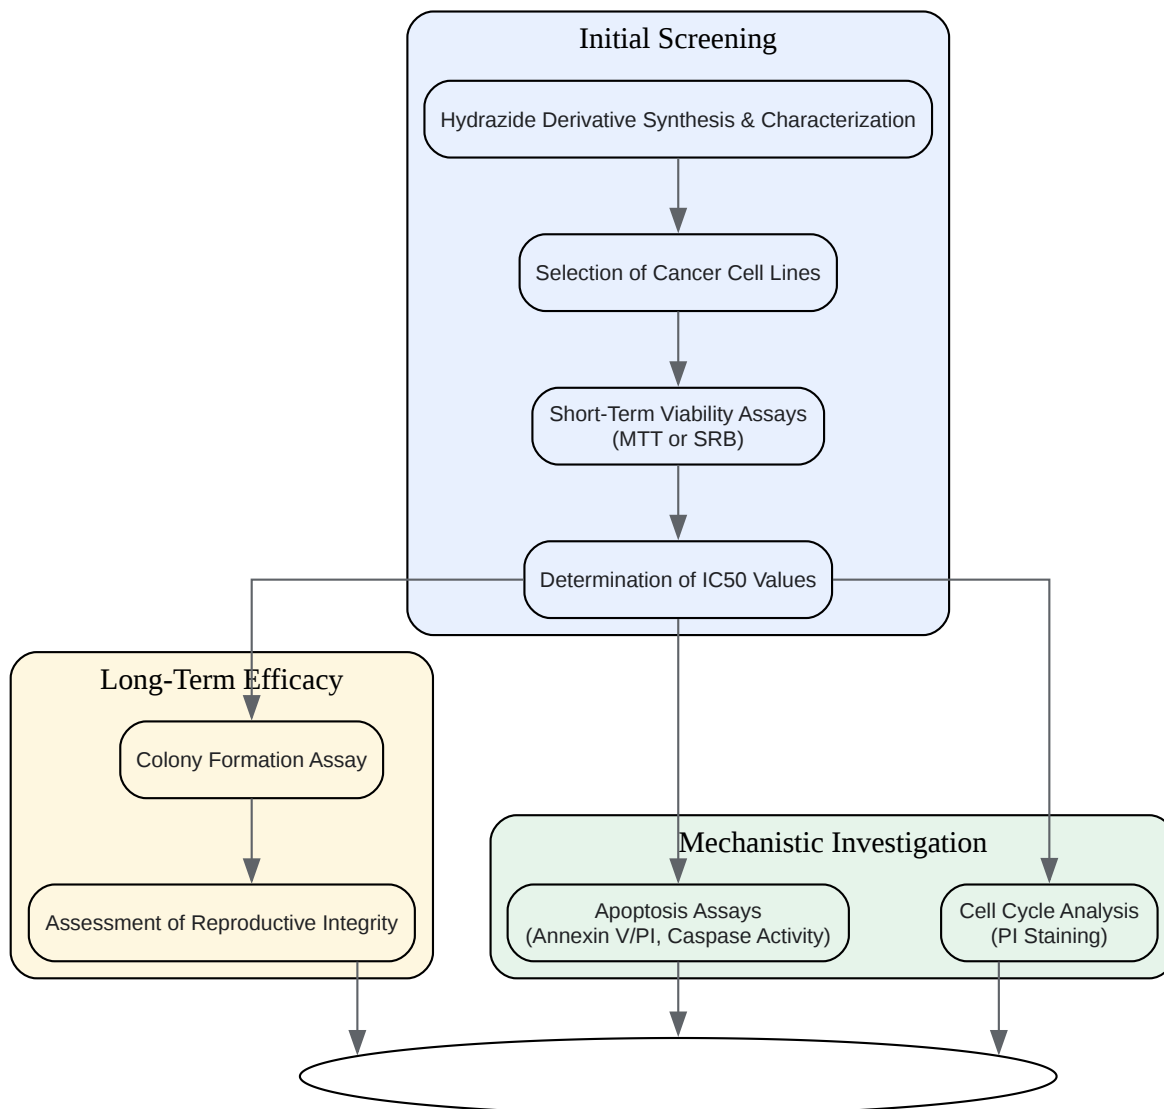 Initial Screening
Hydrazide Derivative Synthesis & Characterization
Selection of Cancer Cell Lines
Short-Term Viability Assays
(MTT or SRB)
Determination of IC50 Values
Long-Term Efficacy
Colony Formation Assay
Assessment of Reproductive Integrity
Mechanistic Investigation
Apoptosis Assays
(Annexin V/PI, Caspase Activity)
Cell Cycle Analysis
(PI Staining)